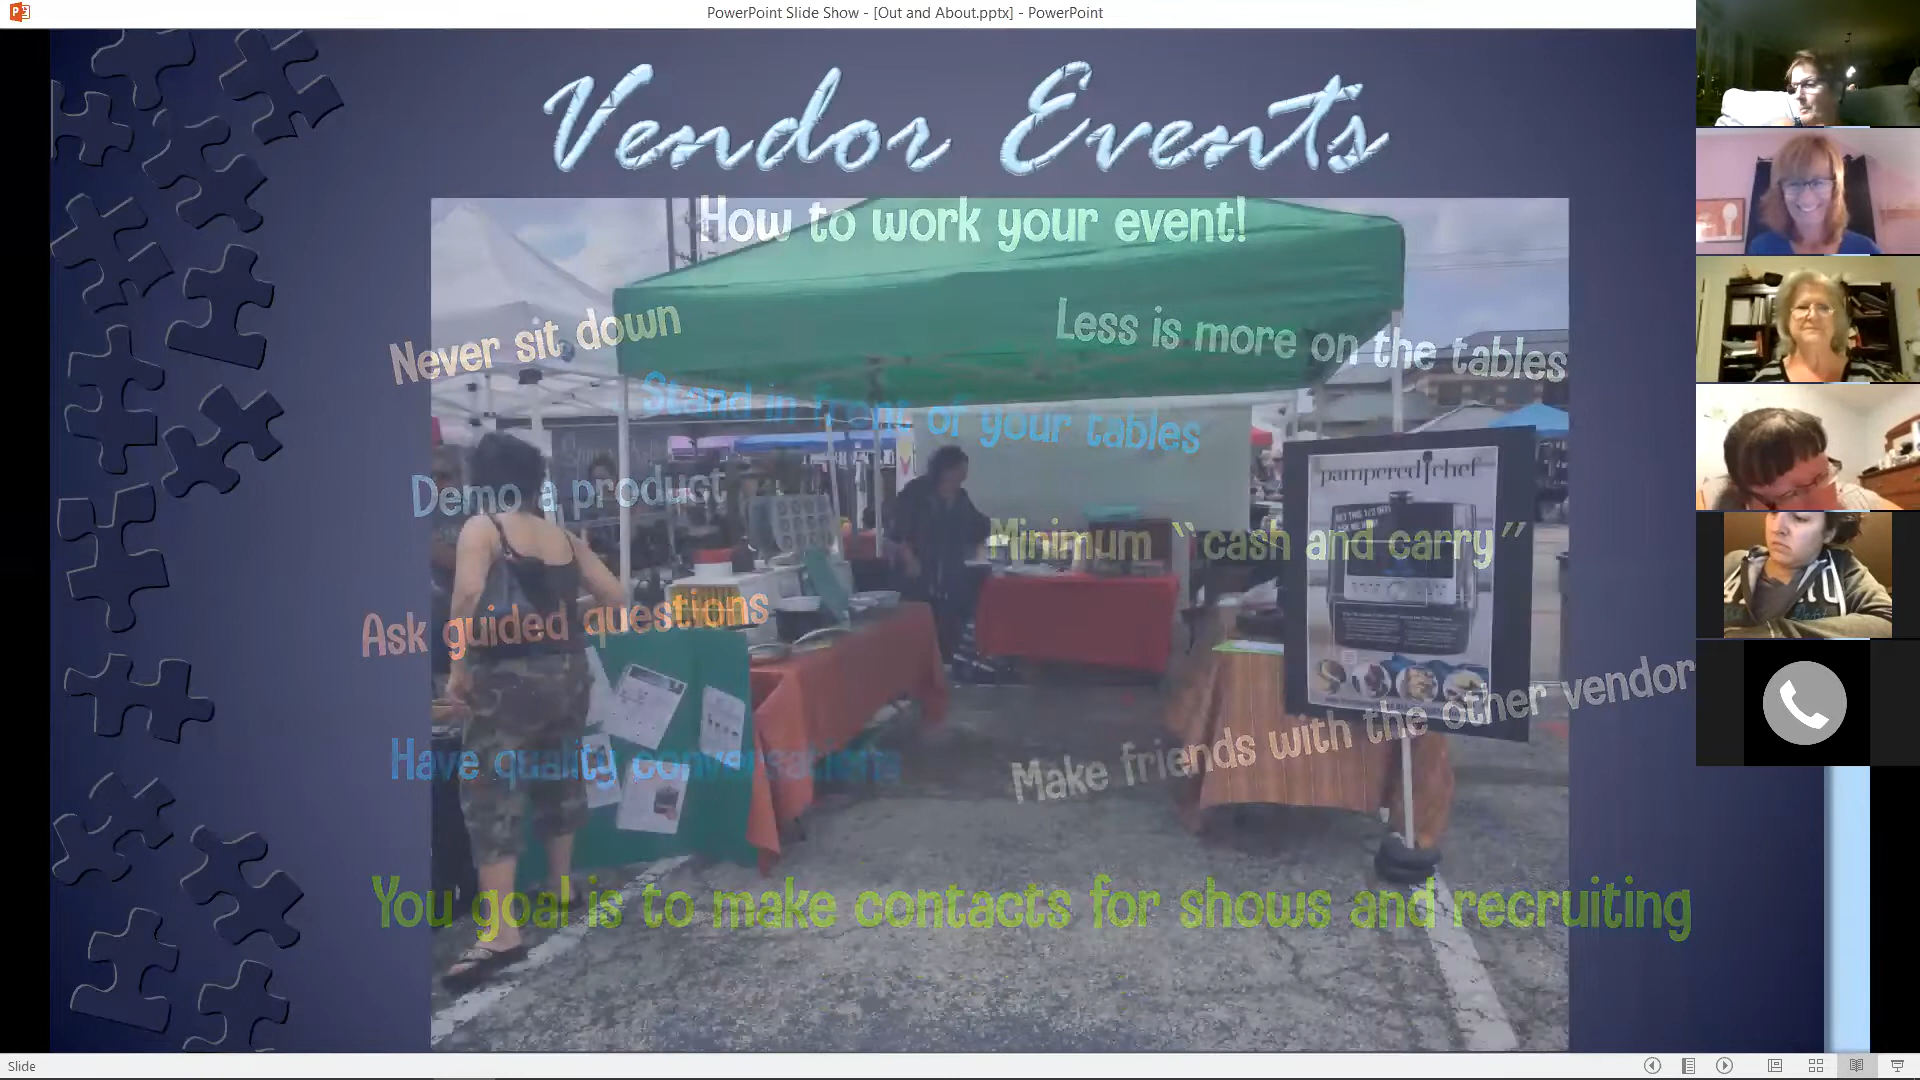 PowerPoint Slide Show - [Out and About.pptx] - PowerPoint
Vendor Events
How to work your event!
Never sit down
Less is more on the tables
Stand in front of your tables
Demo a product
pampered chef
Minimum “cash and carry”
Ask guided questions
Make friends with the other vendor
Have quality conversations
You goal is to make contacts for shows and recruiting
Slide